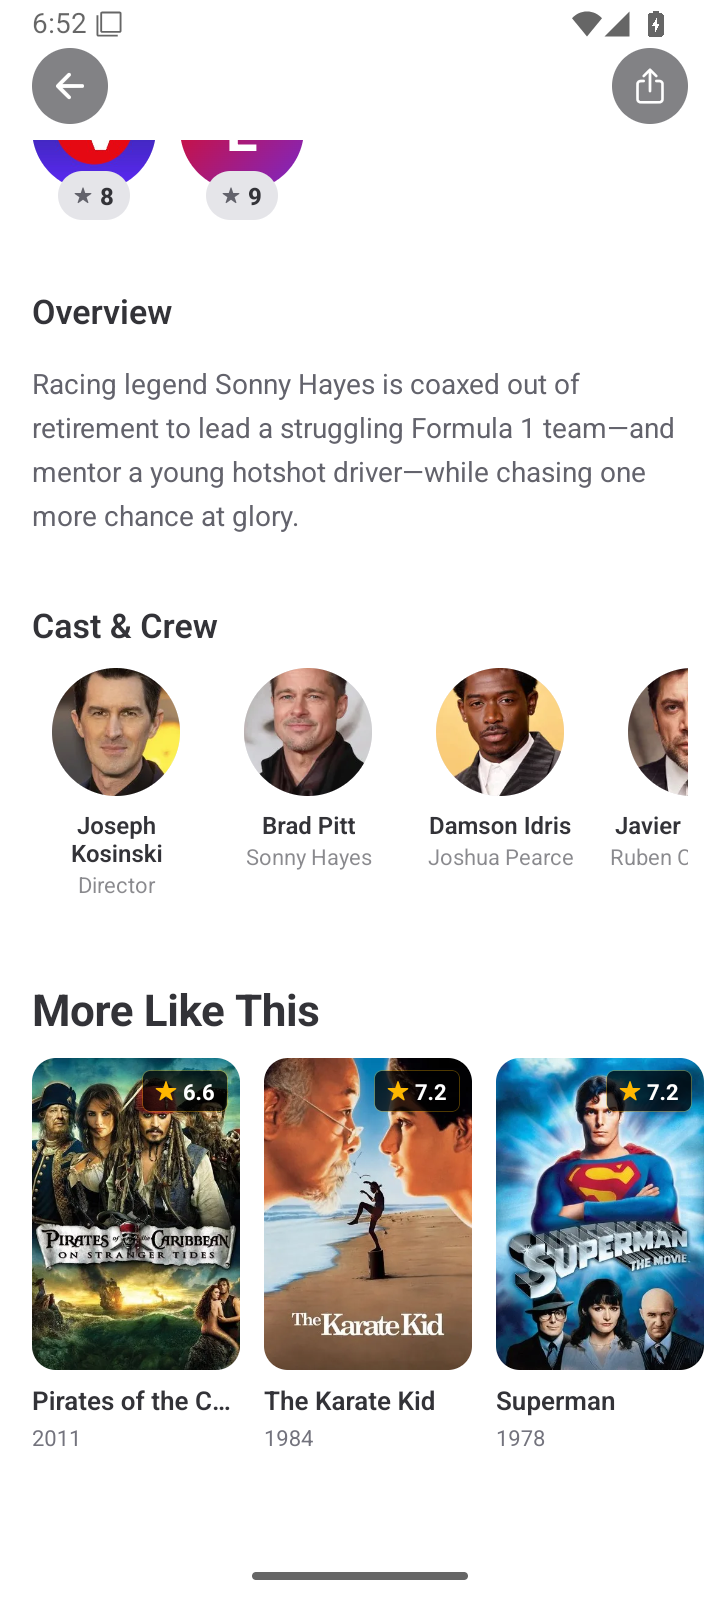 6:52
8
9
Overview
Racing legend Sonny Hayes is coaxed out of
retirement to lead a struggling Formula 1 team—and
mentor a young hotshot driver—while chasing one
more chance at glory.
Cast & Crew
Joseph
Kosinski
Director
Brad Pitt
Sonny Hayes
Damson Idris
Joshua Pearce
Javier
Ruben C
More Like This
6.6
PIRATES of the CARIBBEAN
ON STRANGER TIDES
Pirates of the C...
2011
7.2
The Karate Kid
The Karate Kid
1984
7.2
SUPERMAN
THE MOVIE
Superman
1978